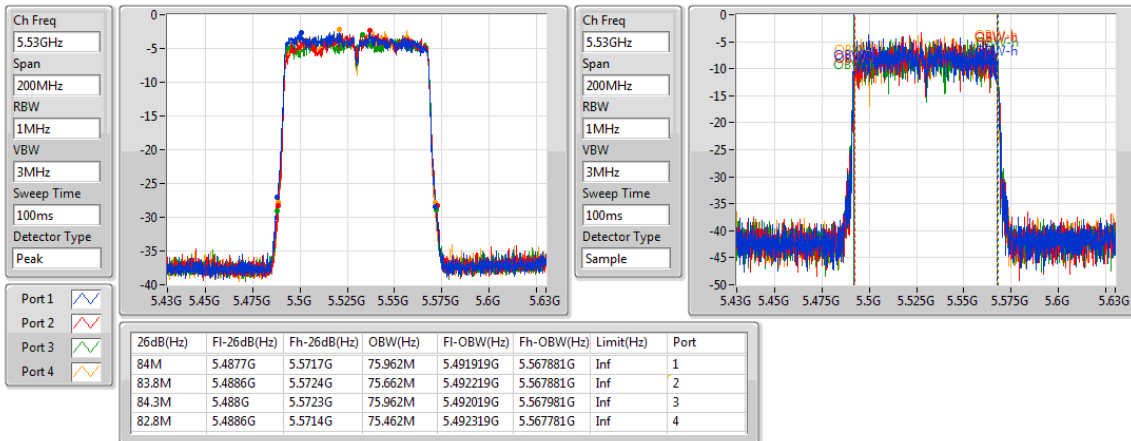 Ch Freq
5.53GHz
Span
200MHz
RBW
1MHz
VBW
3MHz
Sweep Time
100ms
Detector Type
Peak
0
-5
-10
-15
-20
-25
-30
-35
-40
5.43G 5.45G 5.475G 5.5G 5.525G 5.55G 5.575G 5.6G 5.63G
Ch Freq
5.53GHz
Span
200MHz
RBW
1MHz
VBW
3MHz
Sweep Time
100ms
Detector Type
Sample
0
-5
-10
-15
-20
-25
-30
-35
-40
-45
-50
OBW-h
5.43G 5.45G 5.475G 5.5G 5.525G 5.55G 5.575G 5.6G 5.63G
Port 1
Port 2
Port 3
Port 4
26dB(Hz) Fl-26dB(Hz) Fh-26dB(Hz) OBW(Hz) Fl-OBW(Hz) Fh-OBW(Hz) Limit(Hz) Port
84M 5.4877G 5.5717G 75.962M 5.491919G 5.567881G Inf 1
83.8M 5.4886G 5.5724G 75.662M 5.492219G 5.567881G Inf 2
84.3M 5.488G 5.5723G 75.962M 5.492019G 5.567981G Inf 3
82.8M 5.4886G 5.5714G 75.462M 5.492319G 5.567781G Inf 4